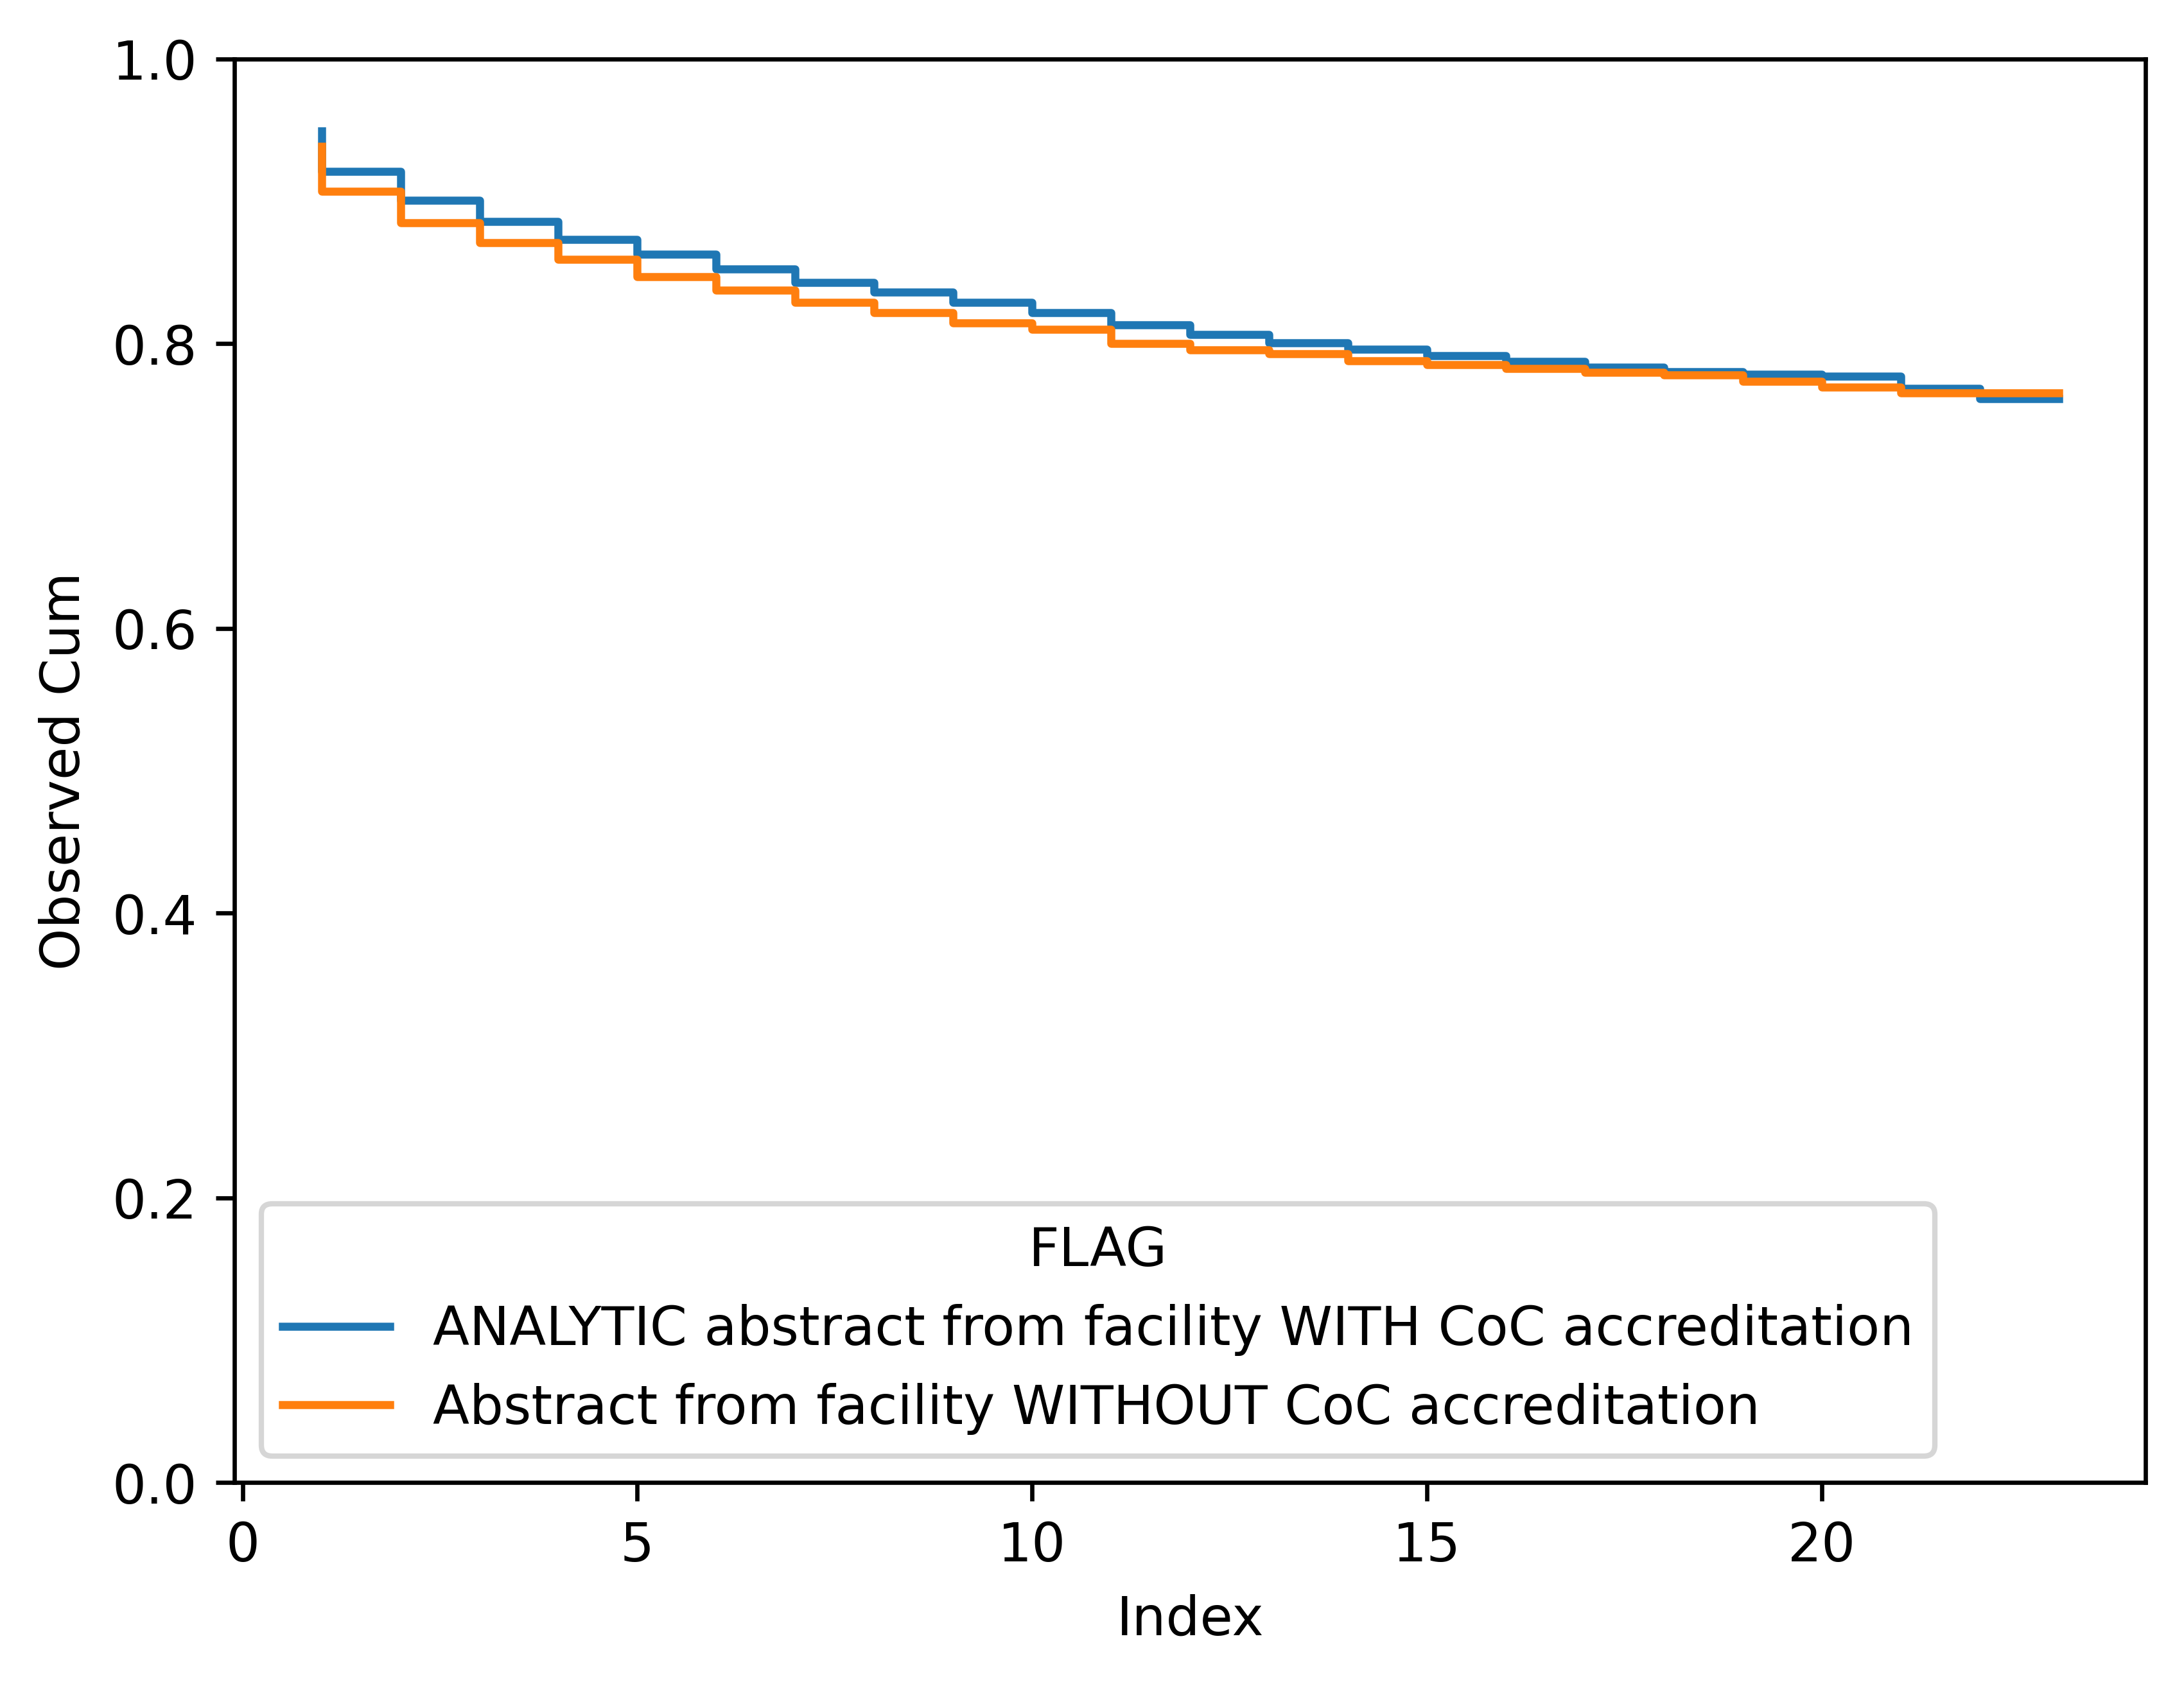 1.0
0.8
0.6
0.4
0.2
0.0
Observed Cum
FLAG
ANALYTIC abstract from facility WITH CoC accreditation
Abstract from facility WITHOUT CoC accreditation
0 5 10 15 20
Index